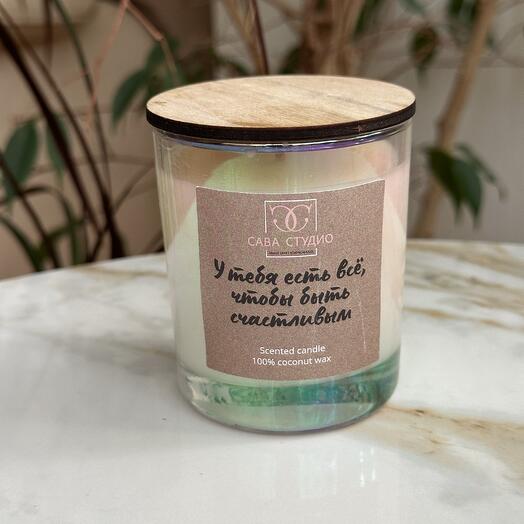 САВА СТУДИО
У тебя есть всё,
чтобы быть
счастливым
Scented candle
100% coconut wax